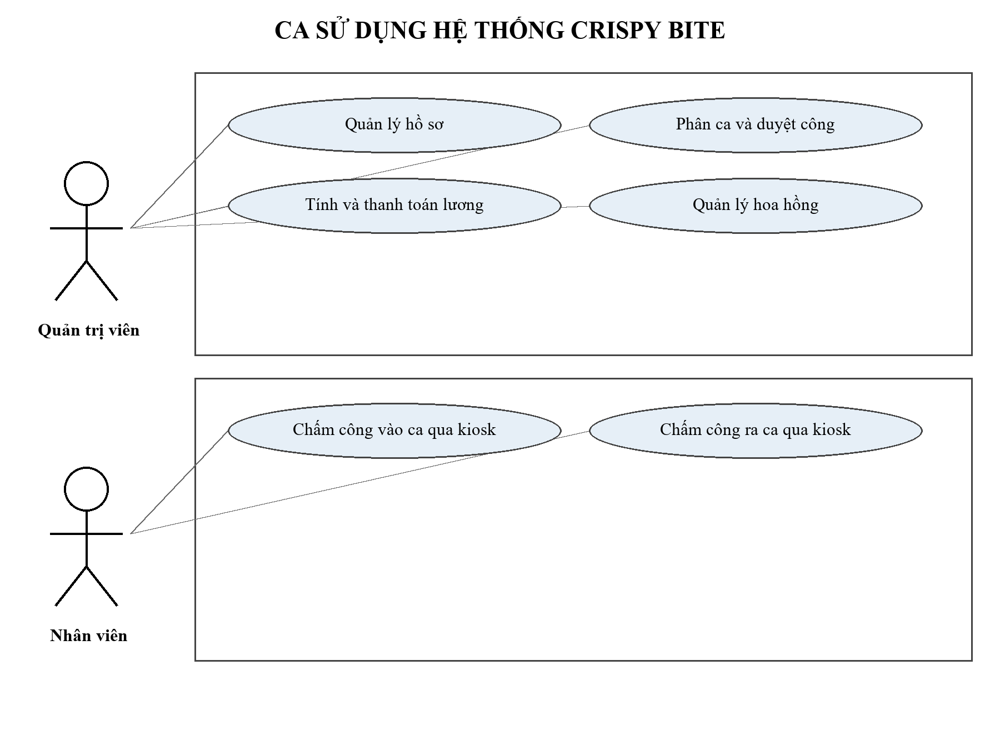 CA SỬ DỤNG HỆ THỐNG CRISPY BITE
Quản lý hồ sơ
Phân ca và duyệt công
Tính và thanh toán lương
Quản lý hoa hồng
Quản trị viên
Chấm công vào ca qua kiosk
Chấm công ra ca qua kiosk
Nhân viên